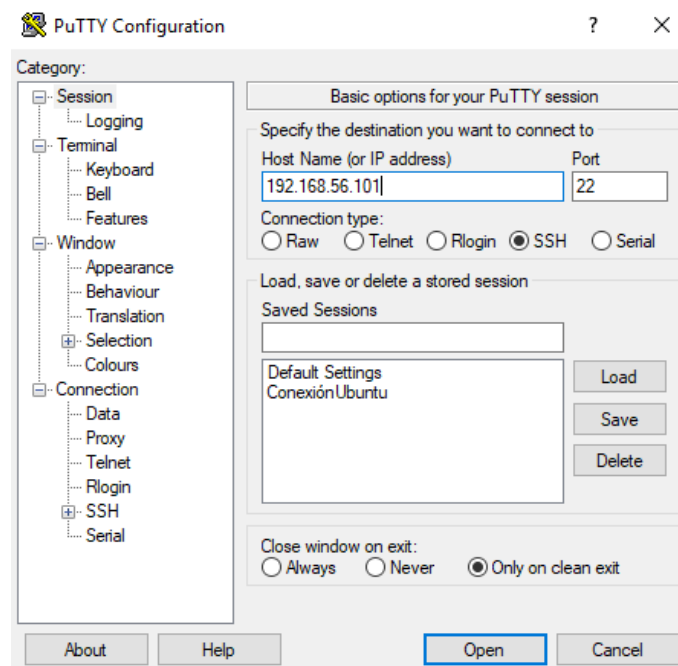 PuTTY Configuration
?
Category:
Session
Logging
Terminal
Keyboard
Bell
Features
Window
Appearance
Behaviour
Translation
Selection
Colours
Connection
Data
Proxy
Telnet
Rlogin
SSH
Serial
Basic options for your PuTTY session
Specify the destination you want to connect to
Host Name (or IP address) Port
192.168.56.101 22
Connection type:
Raw Telnet Rlogin SSH Serial
Load, save or delete a stored session
Saved Sessions
Default Settings
ConexiónUbuntu
Load
Save
Delete
Close window on exit:
Always Never Only on clean exit
About Help Open Cancel